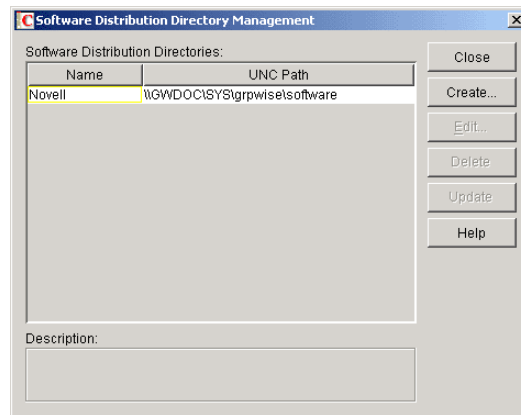 Software Distribution Directory Management
Software Distribution Directories:
Name UNC Path
Novell \\GWDOC\SYS\grpwise\software
Close
Create...
Edit...
Delete
Update
Help
Description: